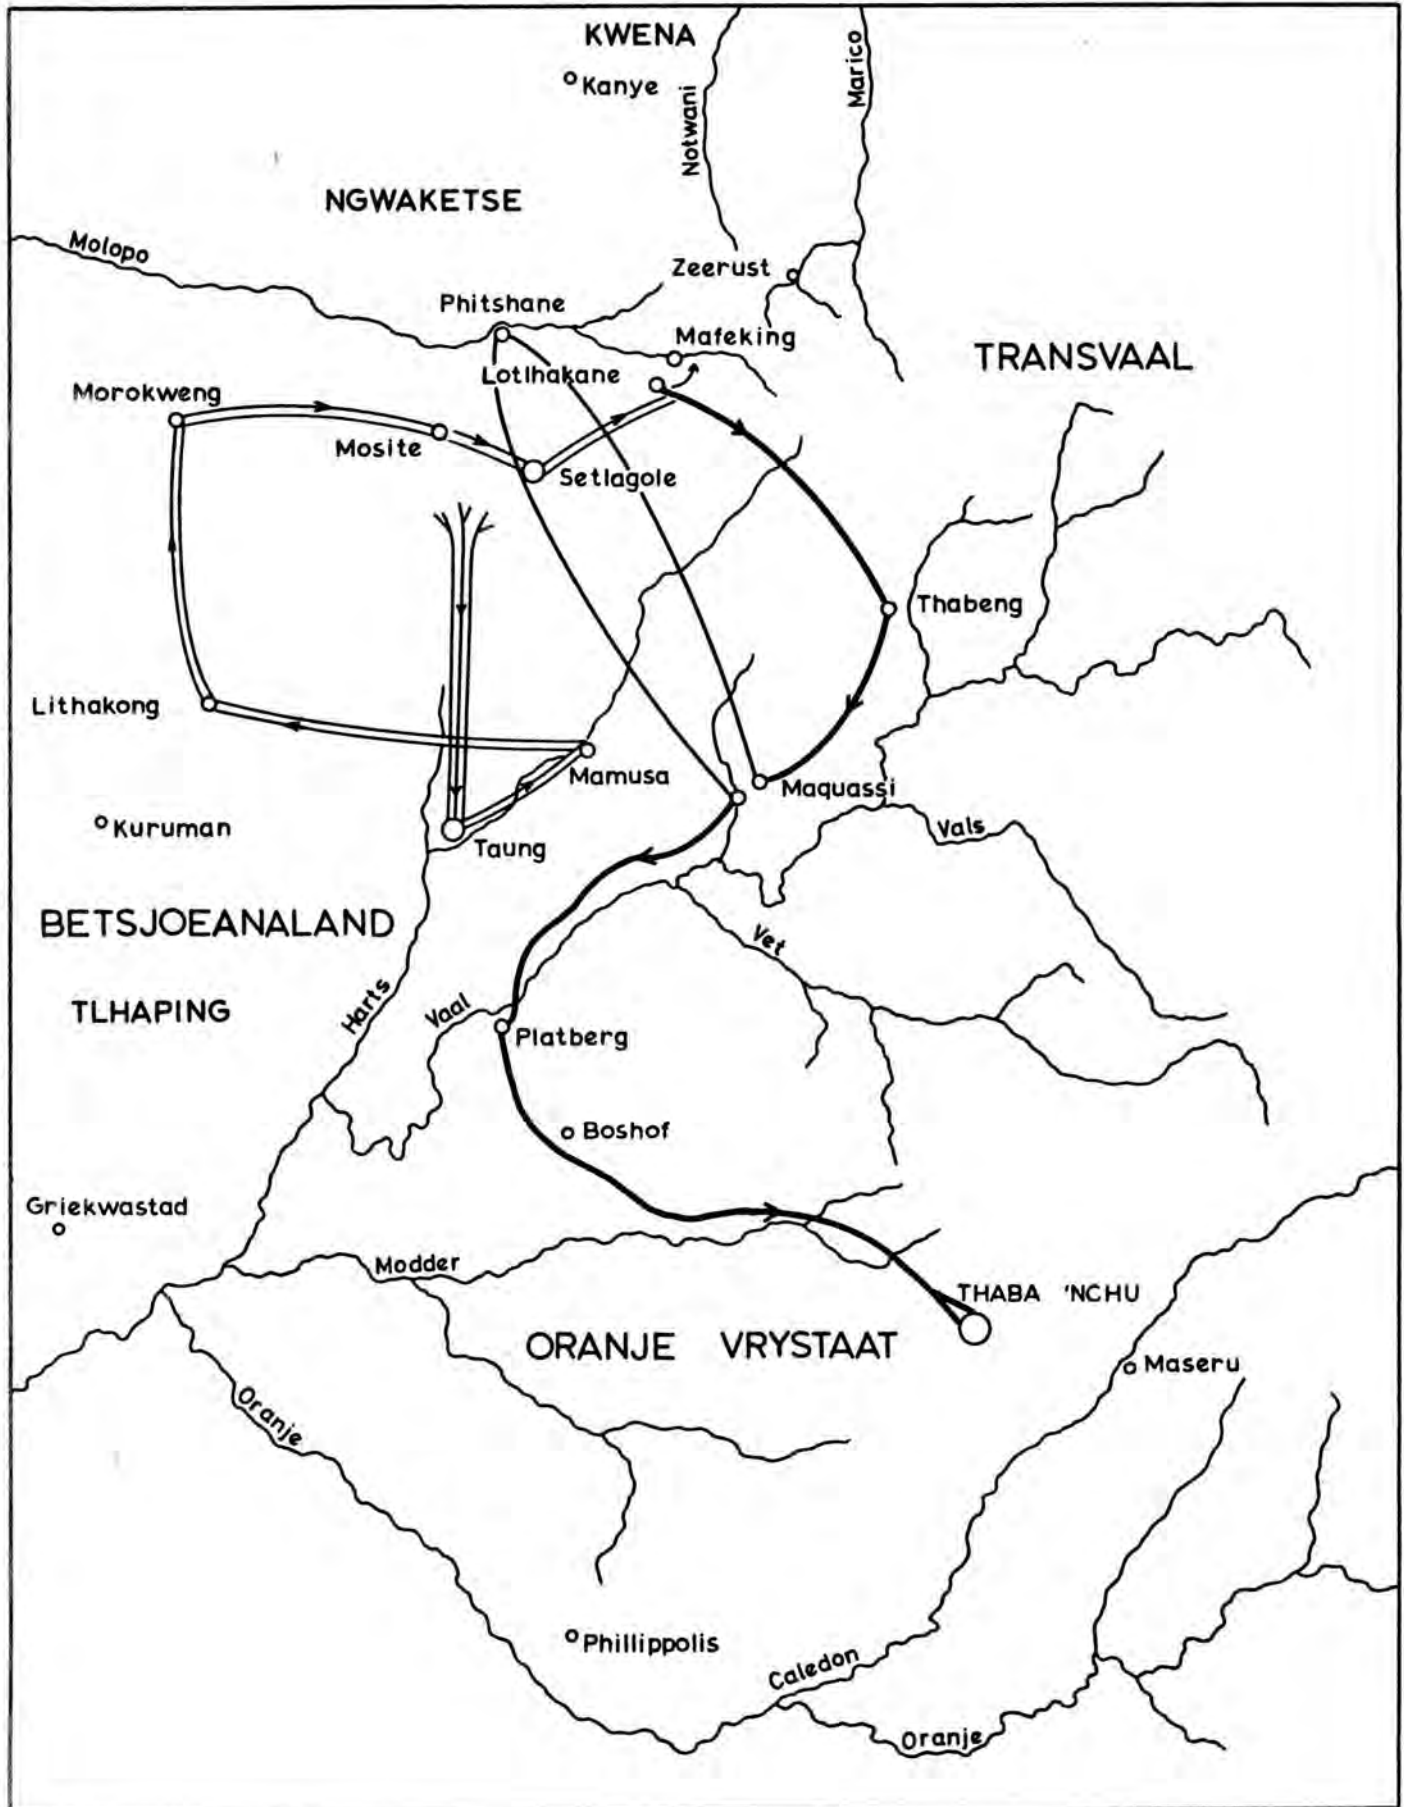 KWENA
Kanye
Notwani
Marico
NGWAKETSE
Molopo
Zeerust
Phitshane
Mafeking
TRANSVAAL
Lotlhakane
Morokweng
Mosite
Setlagole
Thabeng
Lithakong
Mamusa
Maquassi
Kuruman
Taung
Vals
BETSJOEANALAND
Vet
TLHAPING
Harts
Vaal
Platberg
Boshof
Griekwastad
Modder
THABA 'NCHU
ORANJE VRYSTAAT
Maseru
Oranje
Phillippolis
Caledon
Oranje